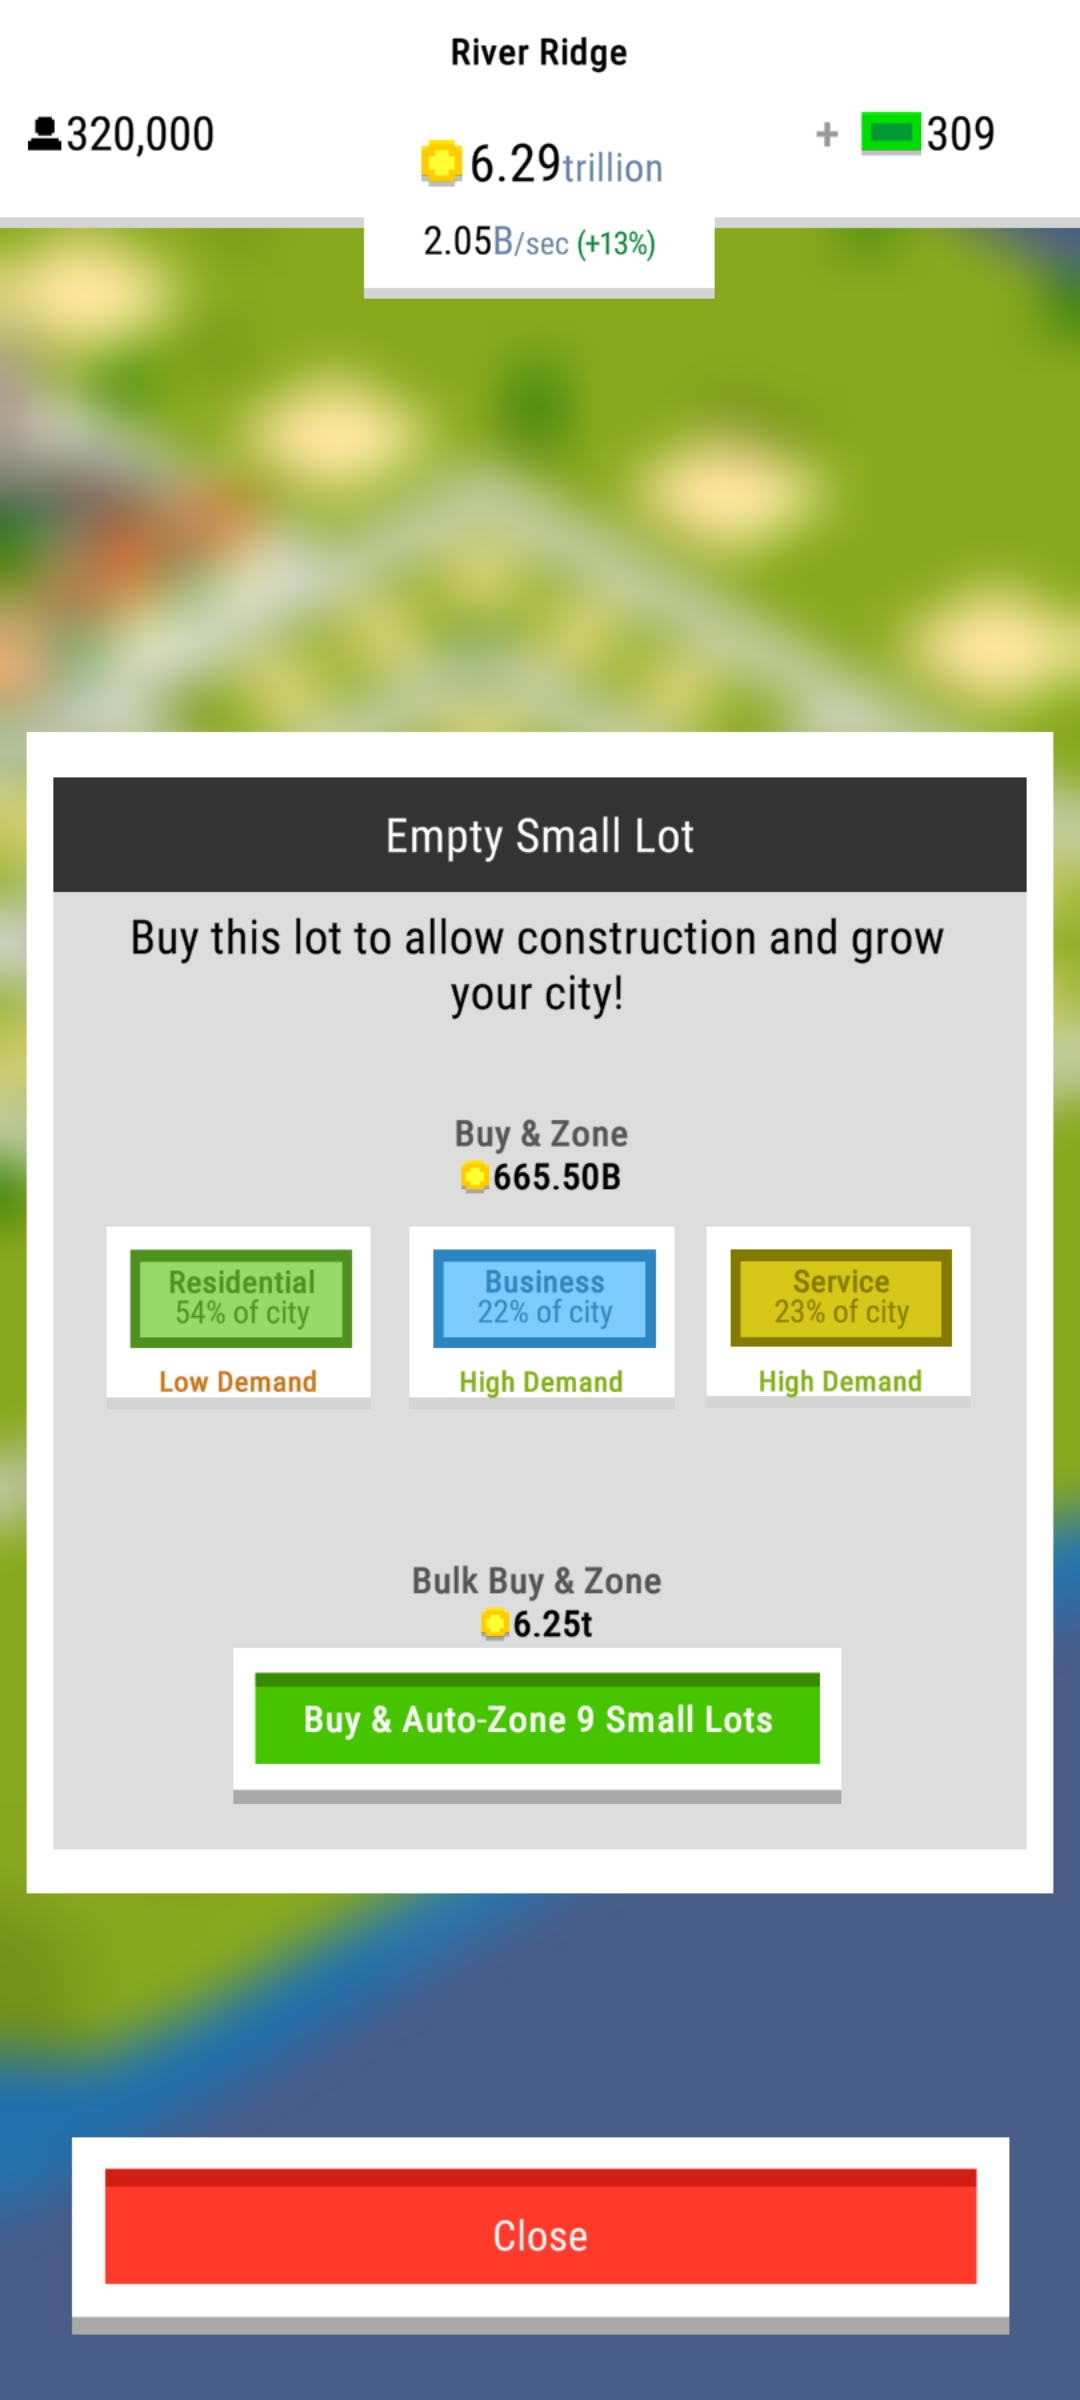 River Ridge
320,000
6.29trillion
+ 309
2.05B/sec (+13%)
Empty Small Lot
Buy this lot to allow construction and grow
your city!
Buy & Zone
665.50B
Residential
54% of city
Low Demand
Business
22% of city
High Demand
Service
23% of city
High Demand
Bulk Buy & Zone
6.25t
Buy & Auto-Zone 9 Small Lots
Close